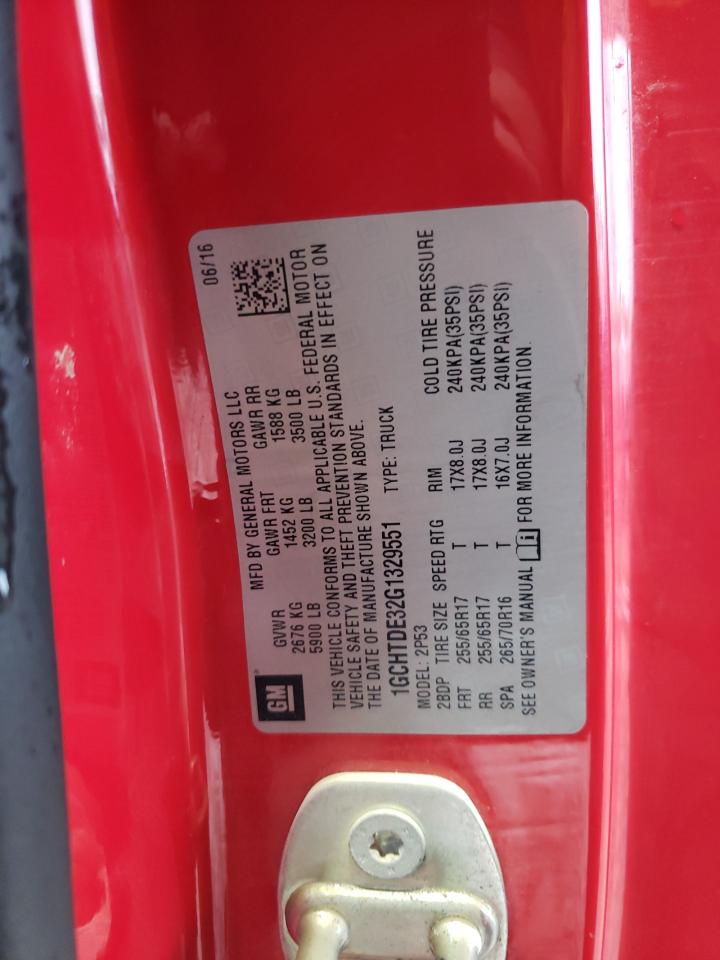 06/16
MFD BY GENERAL MOTORS LLC
GVWR GAWR FRT GAWR RR
2676 KG 1452 KG 1588 KG
5900 LB 3200 LB 3500 LB
GM
THIS VEHICLE CONFORMS TO ALL APPLICABLE U.S. FEDERAL MOTOR
VEHICLE SAFETY AND THEFT PREVENTION STANDARDS IN EFFECT ON
THE DATE OF MANUFACTURE SHOWN ABOVE.
1GCHTDE32G1329551 TYPE: TRUCK
MODEL: 2P53
2BDP TIRE SIZE SPEED RTG RIM COLD TIRE PRESSURE
FRT 255/65R17 T 17X8.0J 240KPA(35PSI)
RR 255/65R17 T 17X8.0J 240KPA(35PSI)
SPA 265/70R16 T 16X7.0J 240KPA(35PSI)
SEE OWNER'S MANUAL FOR MORE INFORMATION.